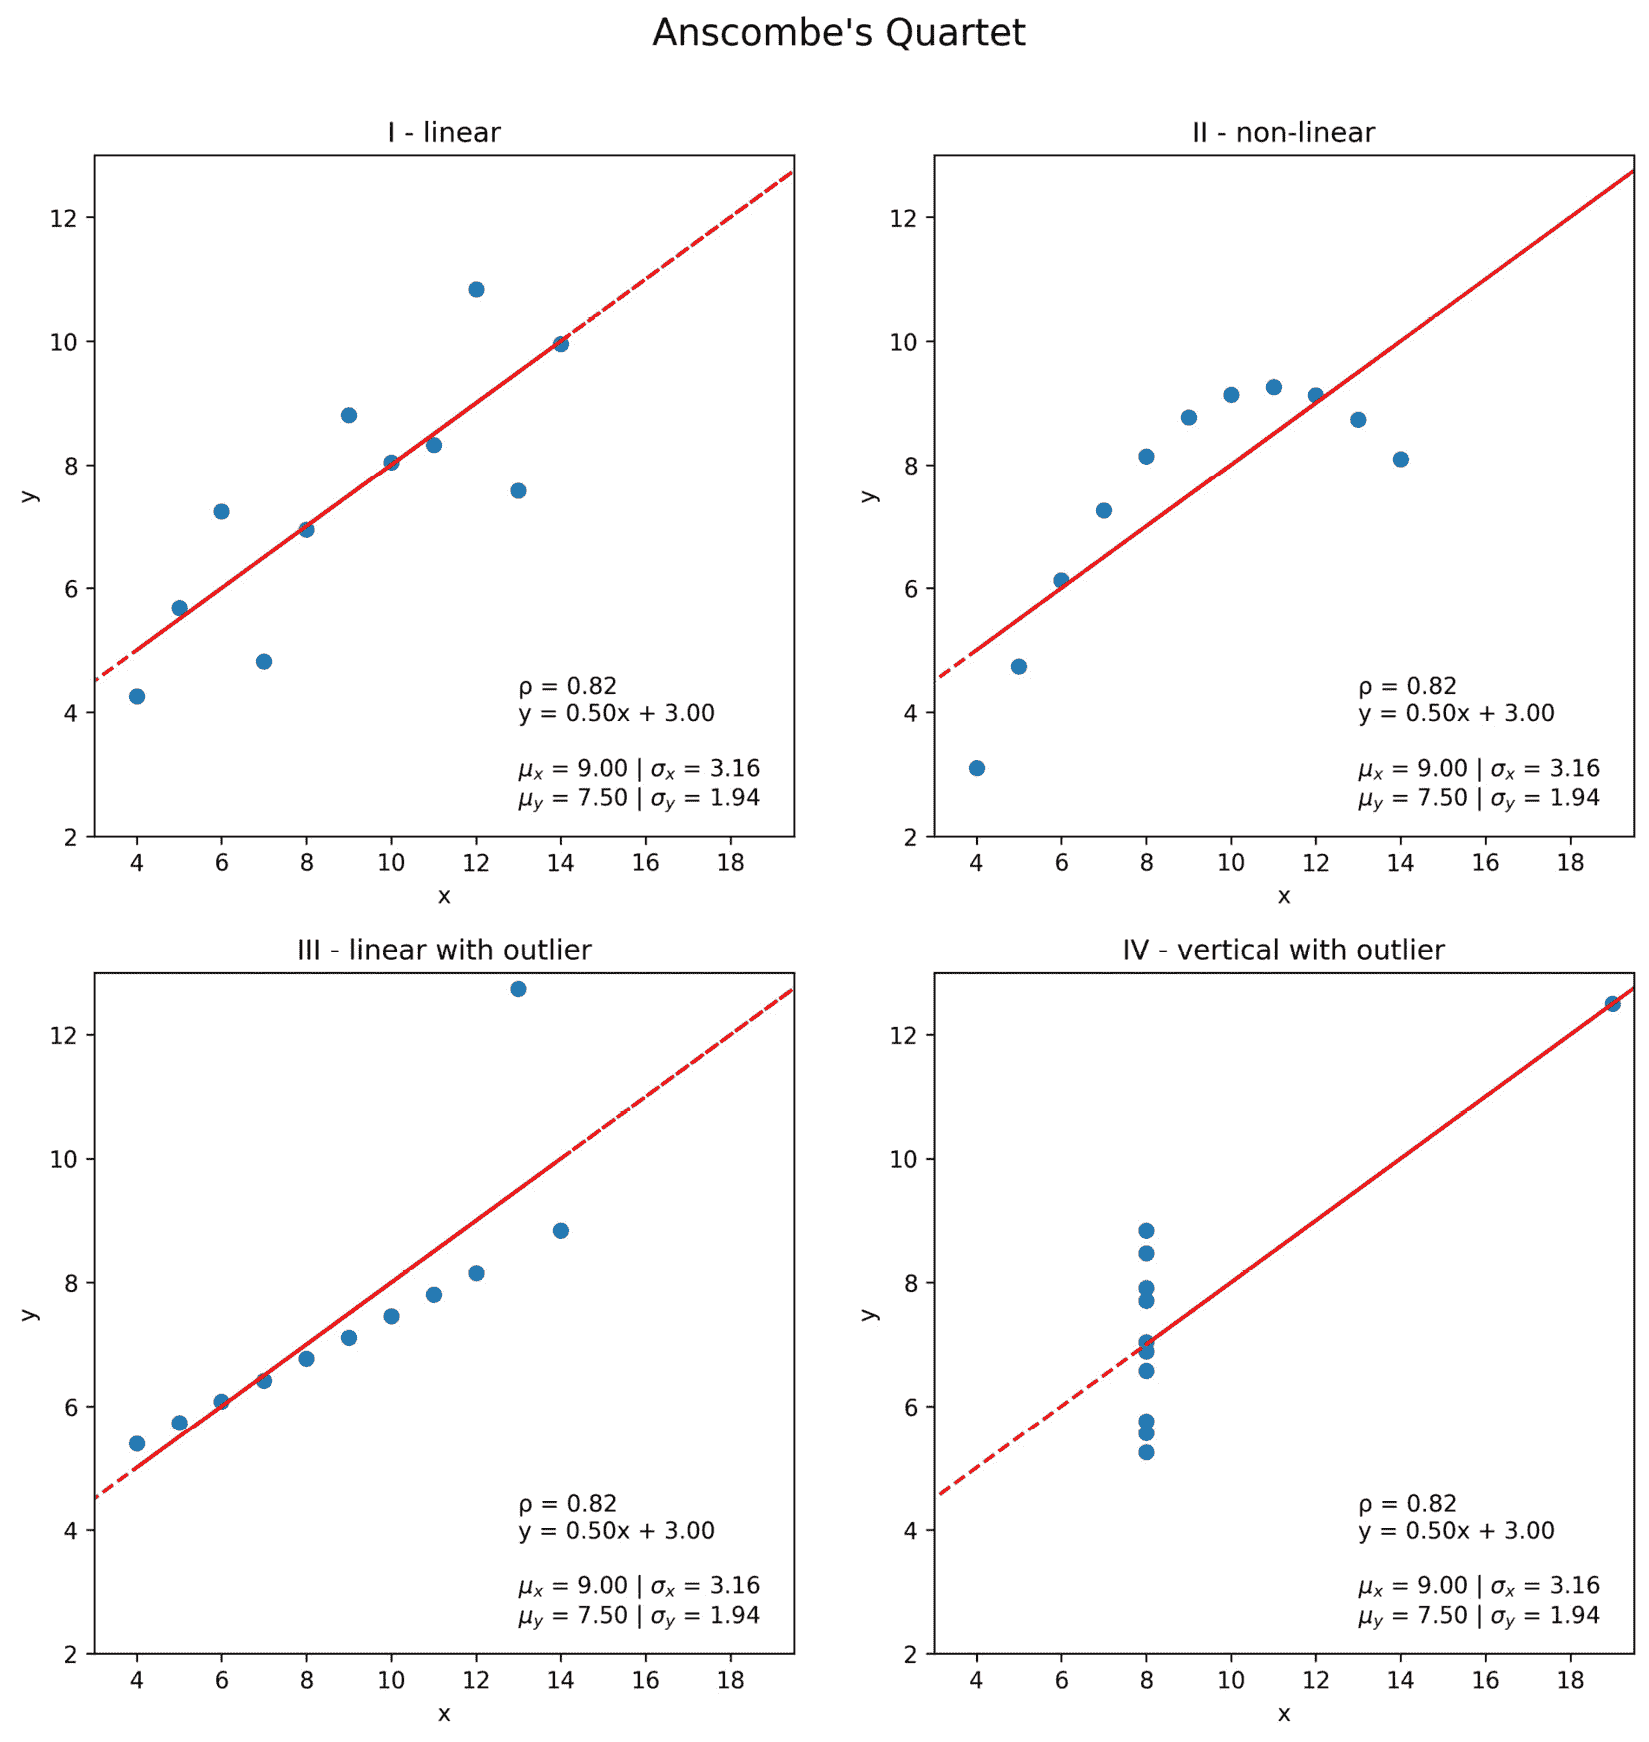 Anscombe's Quartet
I - linear
12
10
8
6
4
2
y
ρ = 0.82
y = 0.50x + 3.00
μx = 9.00 | σx = 3.16
μy = 7.50 | σy = 1.94
4 6 8 10 12 14 16 18
x
II - non-linear
12
10
8
6
4
2
y
ρ = 0.82
y = 0.50x + 3.00
μx = 9.00 | σx = 3.16
μy = 7.50 | σy = 1.94
4 6 8 10 12 14 16 18
x
III - linear with outlier
12
10
8
6
4
2
y
ρ = 0.82
y = 0.50x + 3.00
μx = 9.00 | σx = 3.16
μy = 7.50 | σy = 1.94
4 6 8 10 12 14 16 18
x
IV - vertical with outlier
12
10
8
6
4
2
y
ρ = 0.82
y = 0.50x + 3.00
μx = 9.00 | σx = 3.16
μy = 7.50 | σy = 1.94
4 6 8 10 12 14 16 18
x